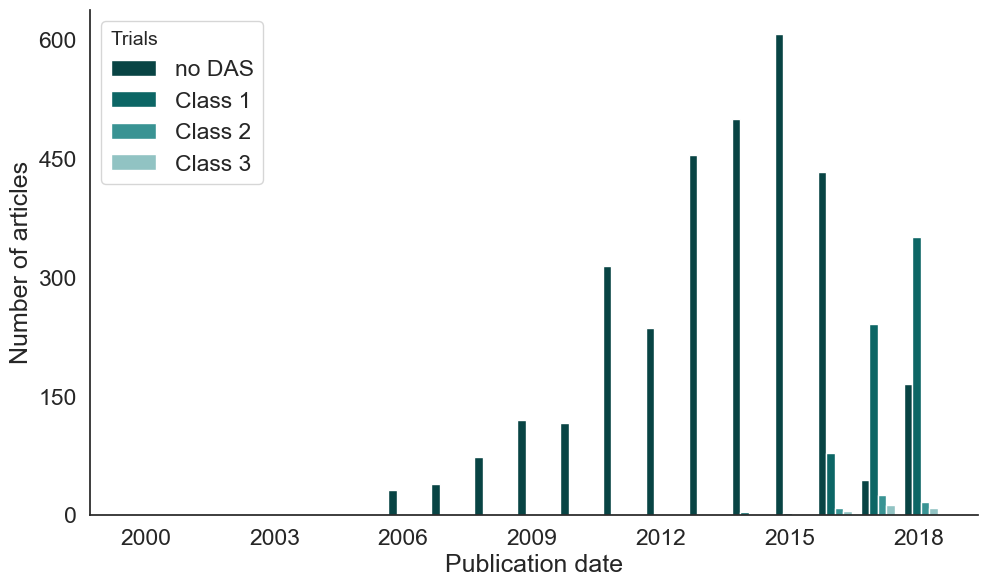 Trials
no DAS
Class 1
Class 2
Class 3
Number of articles
600
450
300
150
0
2000 2003 2006 2009 2012 2015 2018
Publication date